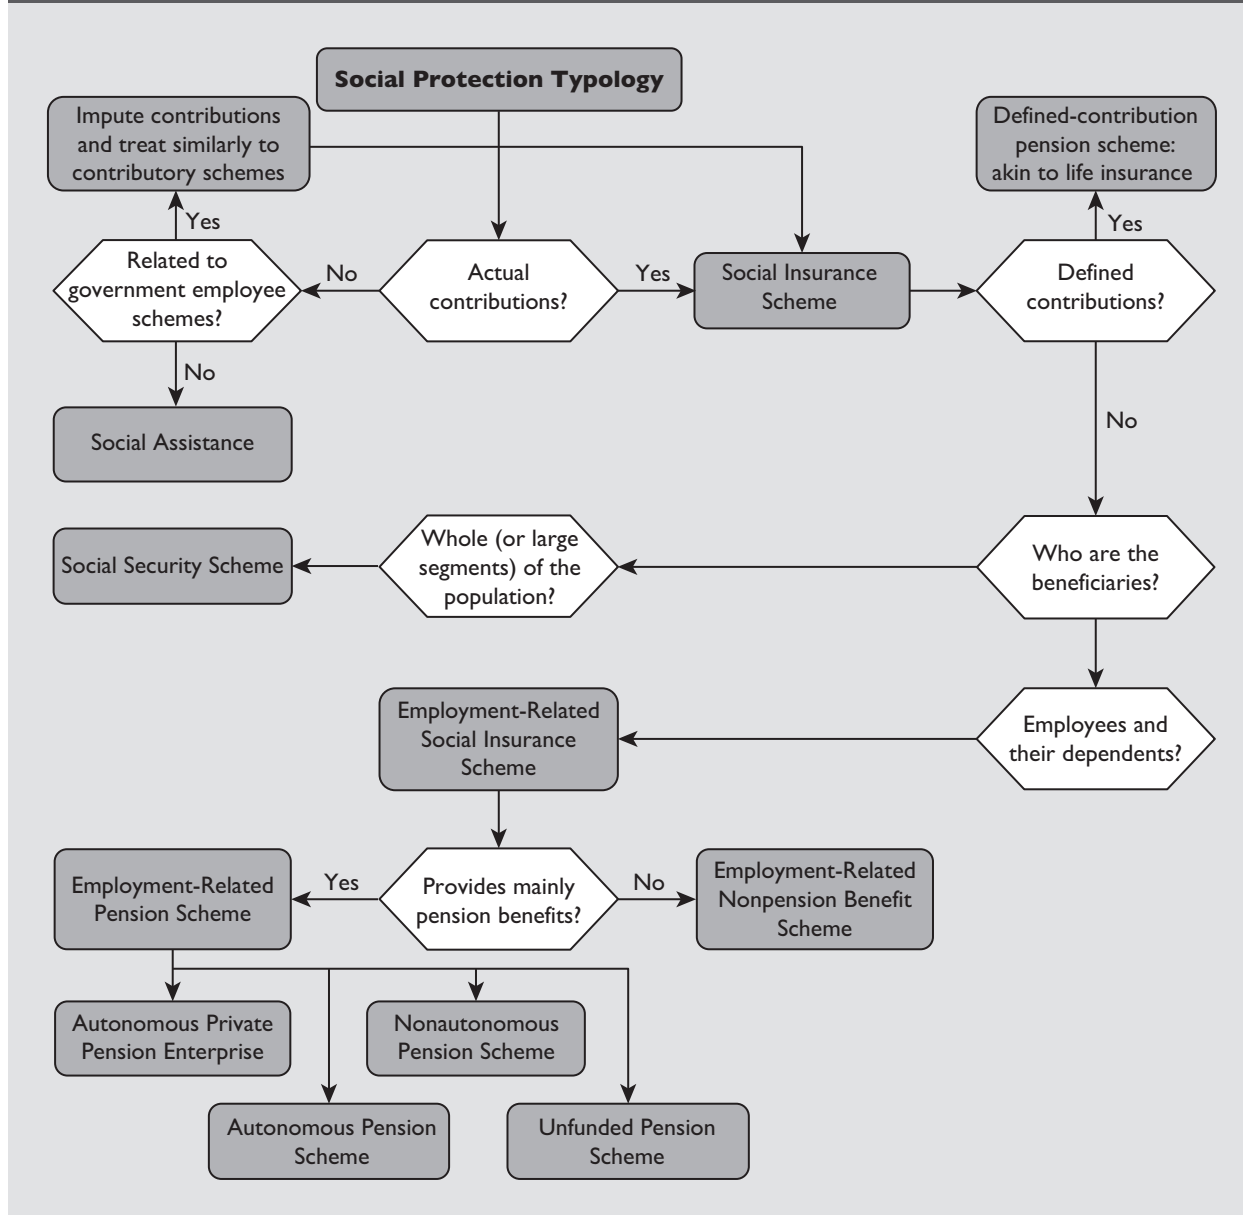 Social Protection Typology
Impute contributions
and treat similarly to
contributory schemes
Defined-contribution
pension scheme:
akin to life insurance
Yes
Yes
Related to
government employee
schemes?
No
Actual
contributions?
Yes
Social Insurance
Scheme
Defined
contributions?
No
Social Assistance
No
Social Security Scheme
Whole (or large
segments) of the
population?
Who are the
beneficiaries?
Employment-Related
Social Insurance
Scheme
Employees and
their dependents?
Employment-Related
Pension Scheme
Yes
Provides mainly
pension benefits?
No
Employment-Related
Nonpension Benefit
Scheme
Autonomous Private
Pension Enterprise
Nonautonomous
Pension Scheme
Autonomous Pension
Scheme
Unfunded Pension
Scheme